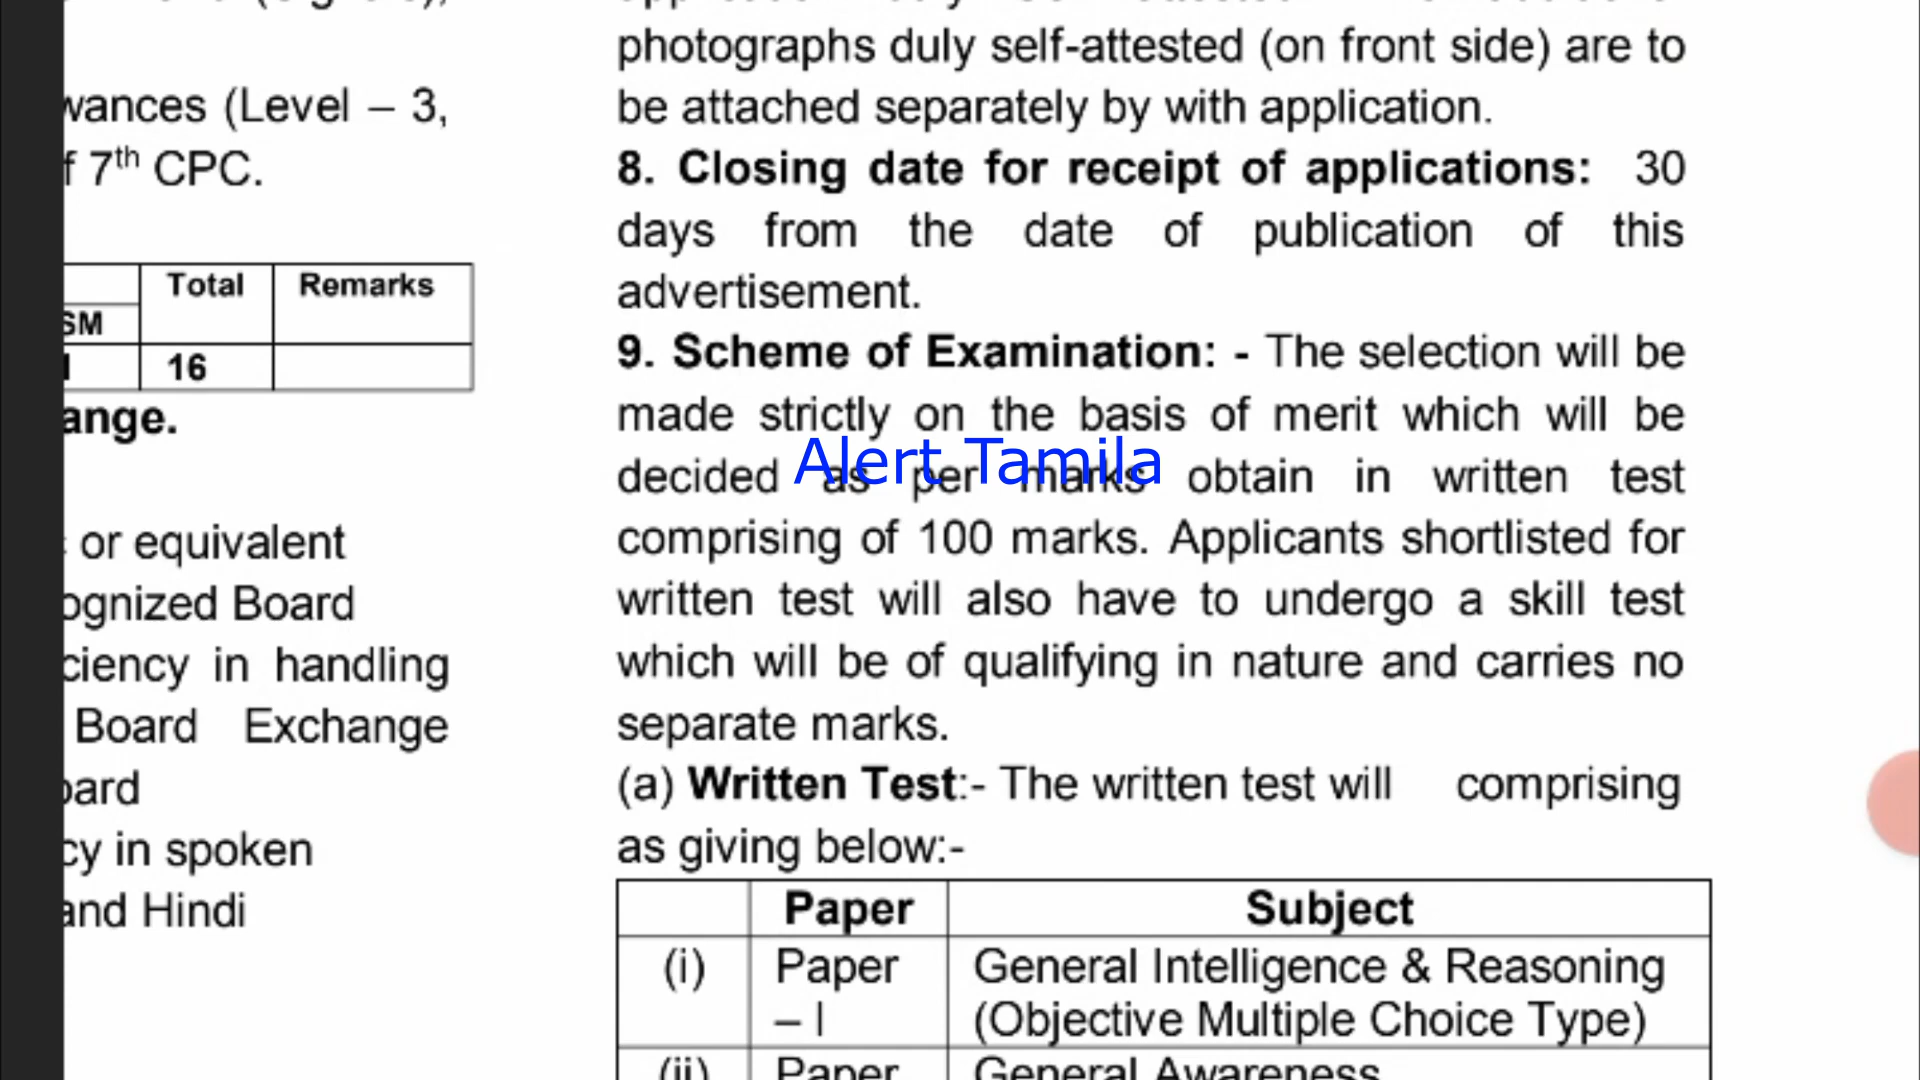 wances (Level – 3,
f 7th CPC.
Total Remarks
SM
16
ange.
or equivalent
ognized Board
ciency in handling
Board Exchange
oard
cy in spoken
and Hindi
photographs duly self-attested (on front side) are to
be attached separately by with application.
8. Closing date for receipt of applications: 30
days from the date of publication of this
advertisement.
9. Scheme of Examination: - The selection will be
made strictly on the basis of merit which will be
Alert Tamila
decided as per marks obtain in written test
comprising of 100 marks. Applicants shortlisted for
written test will also have to undergo a skill test
which will be of qualifying in nature and carries no
separate marks.
(a) Written Test:- The written test will comprising
as giving below:-
Paper Subject
(i) Paper General Intelligence & Reasoning
– I (Objective Multiple Choice Type)
(ii) Paper General Awareness